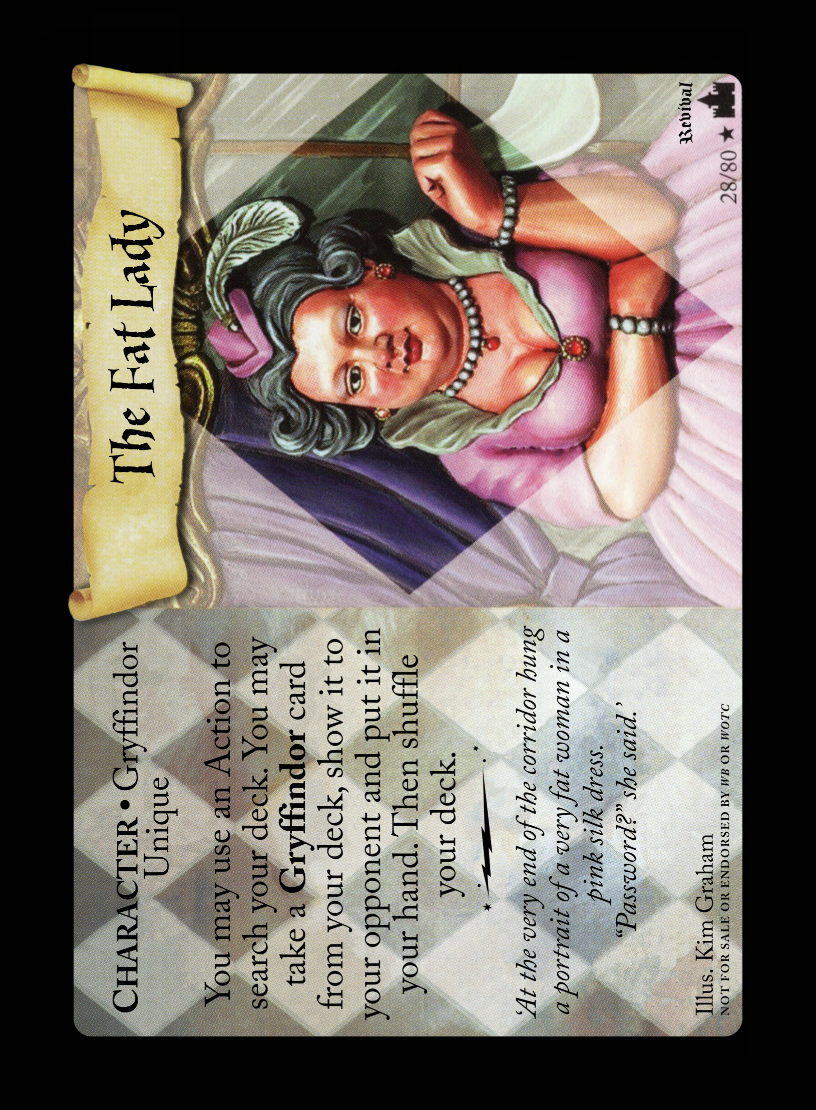 The Fat Lady
CHARACTER • Gryffindor
Unique
You may use an Action to
search your deck. You may
take a Gryffindor card
from your deck, show it to
your opponent and put it in
your hand. Then shuffle
your deck.
‘At the very end of the corridor hung
a portrait of a very fat woman in a
pink silk dress.
“Password?” she said.’
Illus. Kim Graham
NOT FOR SALE OR ENDORSED BY WB OR WOTC
Revival
28/80 ★